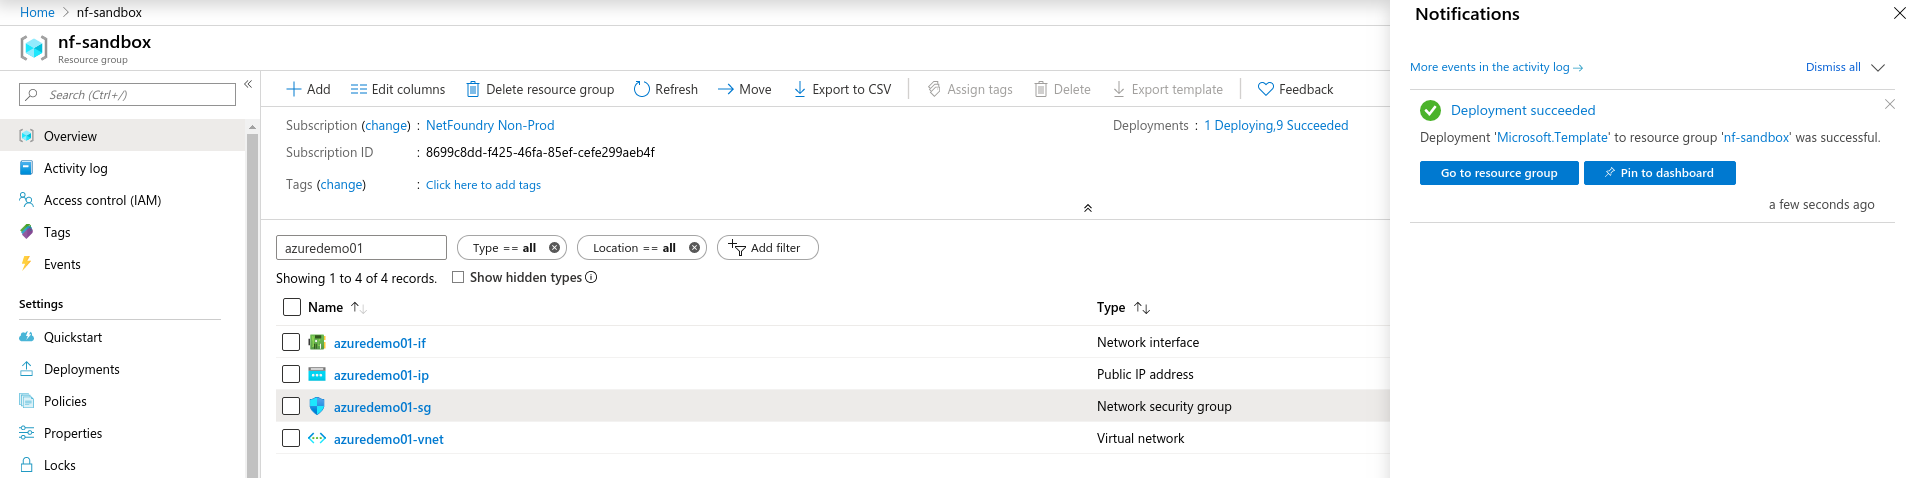 Home > nf-sandbox
nf-sandbox
Resource group
Search (Ctrl+/)
Overview
Activity log
Access control (IAM)
Tags
Events
Settings
Quickstart
Deployments
Policies
Properties
Locks
Add Edit columns Delete resource group Refresh Move Export to CSV Assign tags Delete Export template Feedback
Subscription (change) : NetFoundry Non-Prod
Deployments : 1 Deploying,9 Succeeded
Subscription ID : 8699c8dd-f425-46fa-85ef-cefe299aeb4f
Tags (change) : Click here to add tags
azuredemo01 Type == all Location == all Add filter
Showing 1 to 4 of 4 records. Show hidden types
Name Type
azuredemo01-if Network interface
azuredemo01-ip Public IP address
azuredemo01-sg Network security group
azuredemo01-vnet Virtual network
Notifications
More events in the activity log → Dismiss all
Deployment succeeded
Deployment 'Microsoft.Template' to resource group 'nf-sandbox' was successful.
Go to resource group Pin to dashboard
a few seconds ago